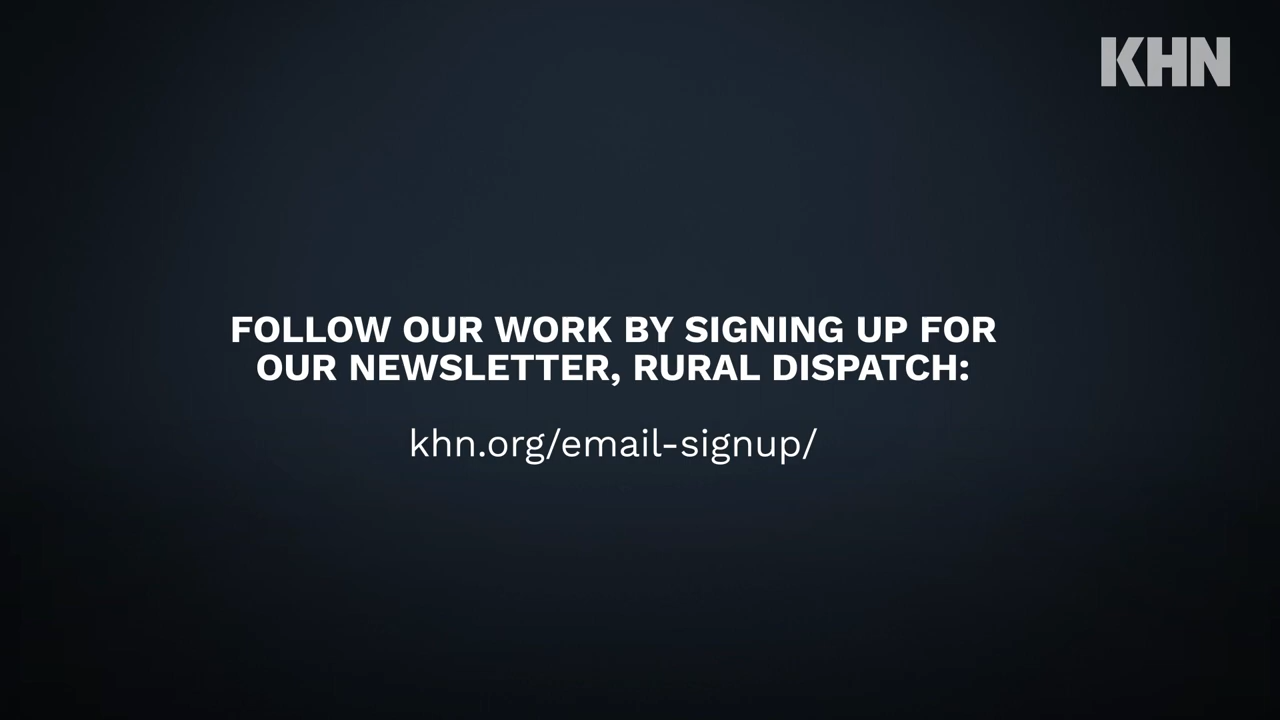 KHN
FOLLOW OUR WORK BY SIGNING UP FOR
OUR NEWSLETTER, RURAL DISPATCH:
khn.org/email-signup/